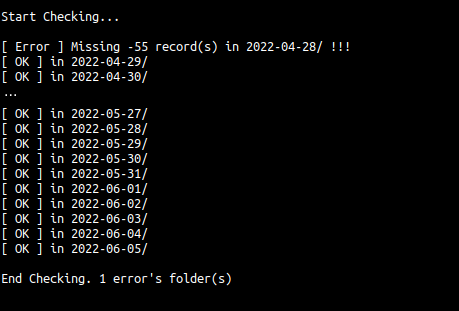 Start Checking...
[ Error ] Missing -55 record(s) in 2022-04-28/ !!!
[ OK ] in 2022-04-29/
[ OK ] in 2022-04-30/
...
[ OK ] in 2022-05-27/
[ OK ] in 2022-05-28/
[ OK ] in 2022-05-29/
[ OK ] in 2022-05-30/
[ OK ] in 2022-05-31/
[ OK ] in 2022-06-01/
[ OK ] in 2022-06-02/
[ OK ] in 2022-06-03/
[ OK ] in 2022-06-04/
[ OK ] in 2022-06-05/
End Checking. 1 error's folder(s)